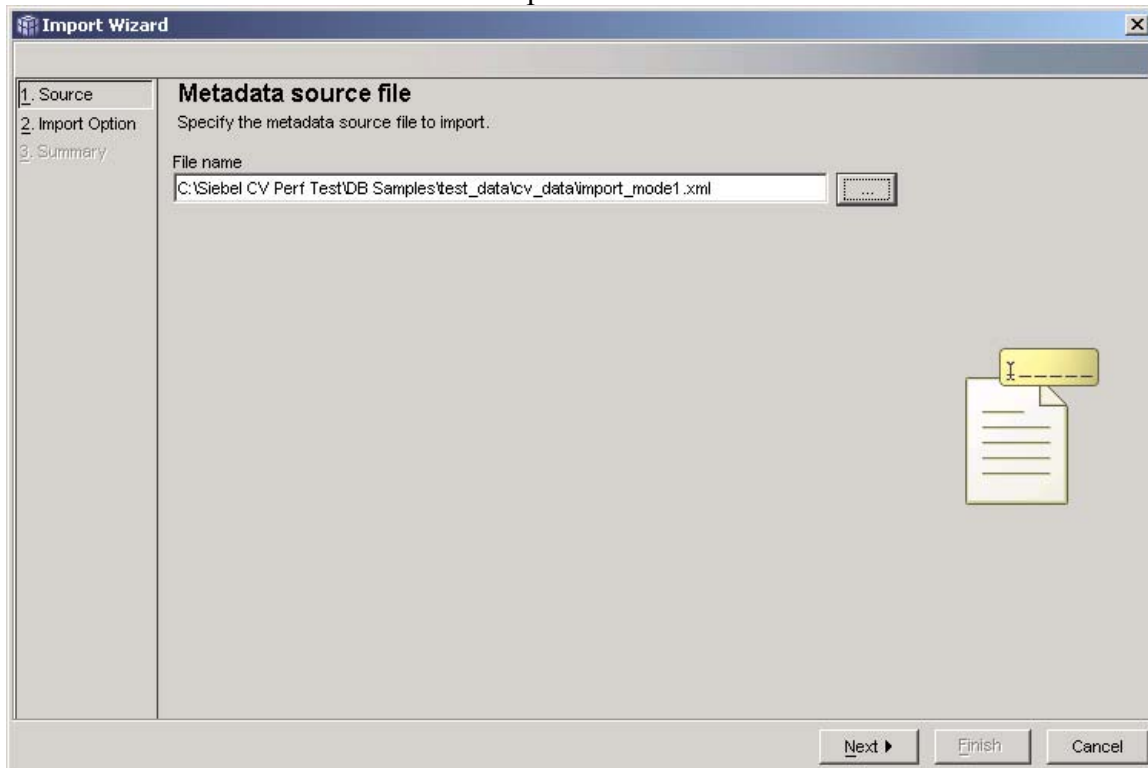 Import Wizard
1. Source
2. Import Option
3. Summary
Metadata source file
Specify the metadata source file to import.
File name
C:\Siebel CV Perf Test\DB Samples\test_data\cv_data\import_mode1.xml
...
Next
Finish
Cancel